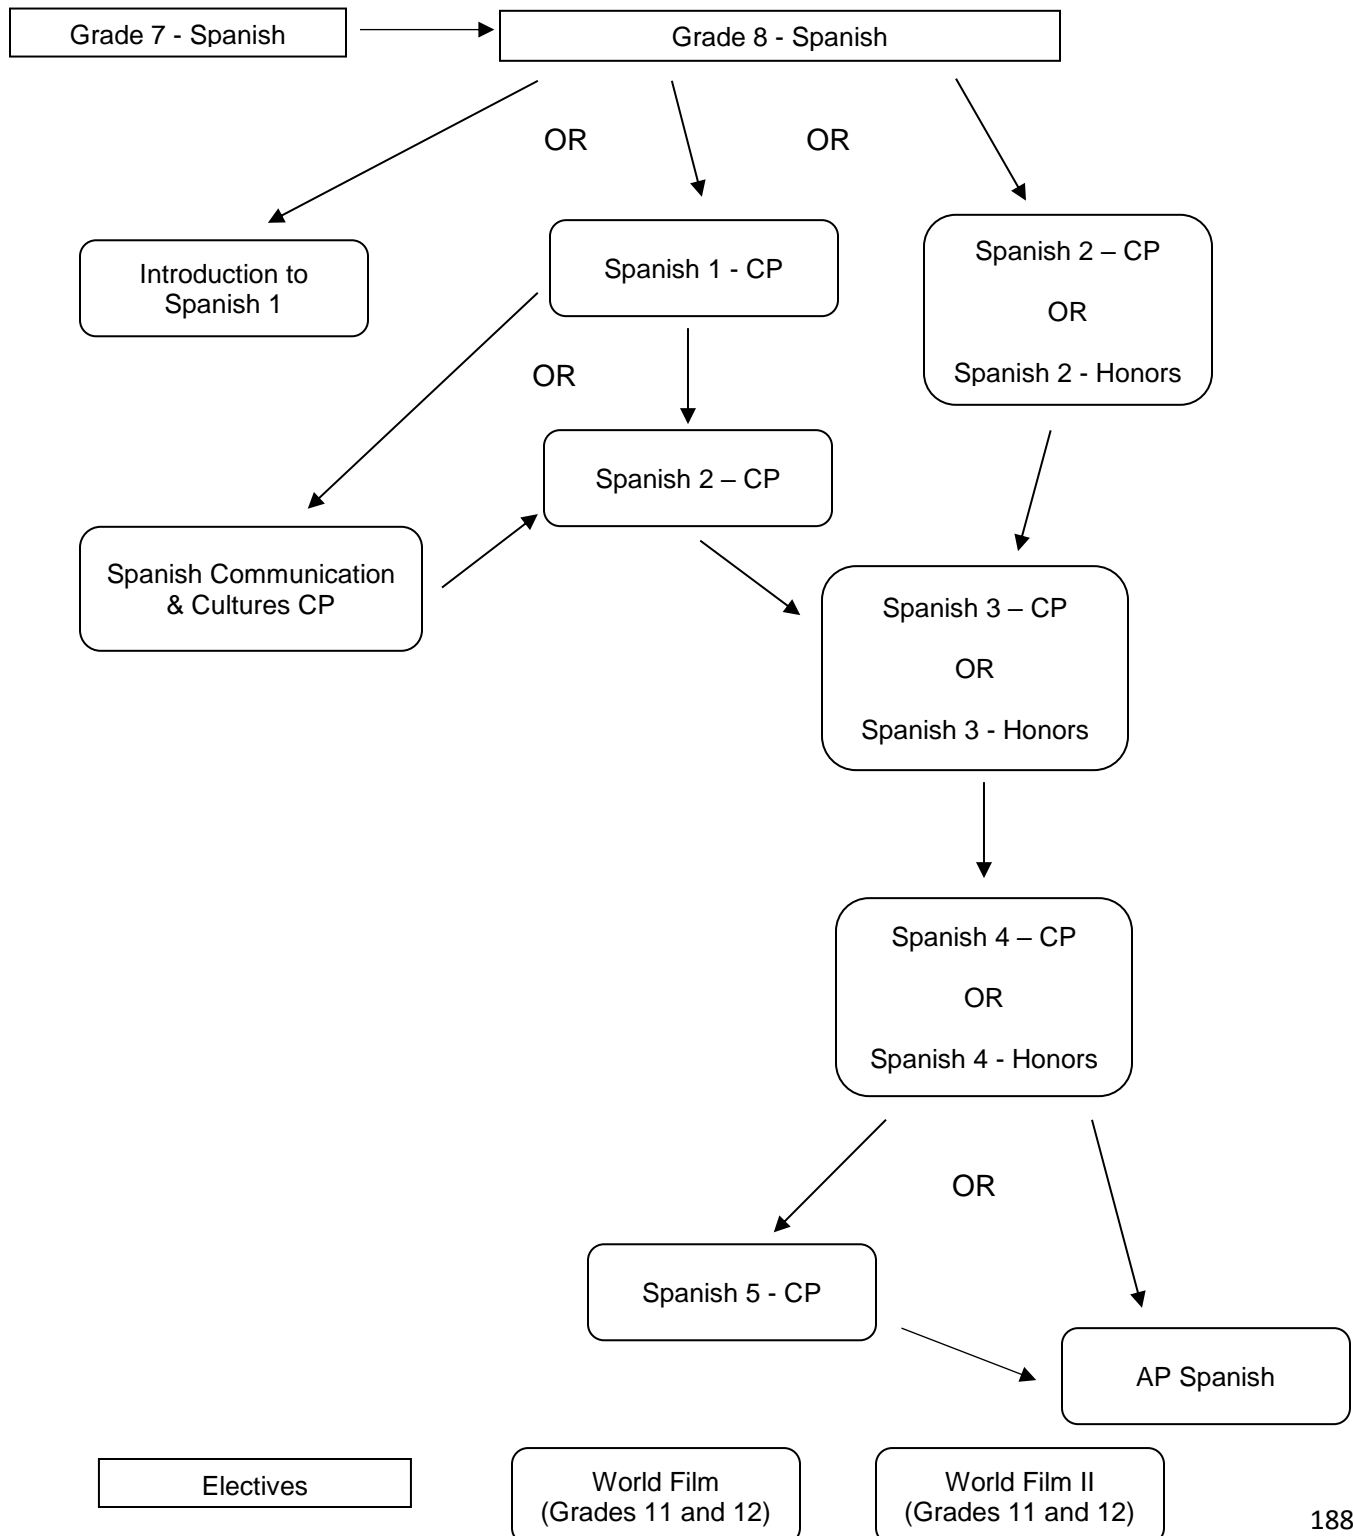 Grade 7 - Spanish
Grade 8 - Spanish
OR
OR
Introduction to
Spanish 1
Spanish 1 - CP
Spanish 2 – CP
OR
Spanish 2 - Honors
OR
Spanish 2 – CP
Spanish Communication
& Cultures CP
Spanish 3 – CP
OR
Spanish 3 - Honors
Spanish 4 – CP
OR
Spanish 4 - Honors
OR
Spanish 5 - CP
AP Spanish
Electives
World Film
(Grades 11 and 12)
World Film II
(Grades 11 and 12)
188